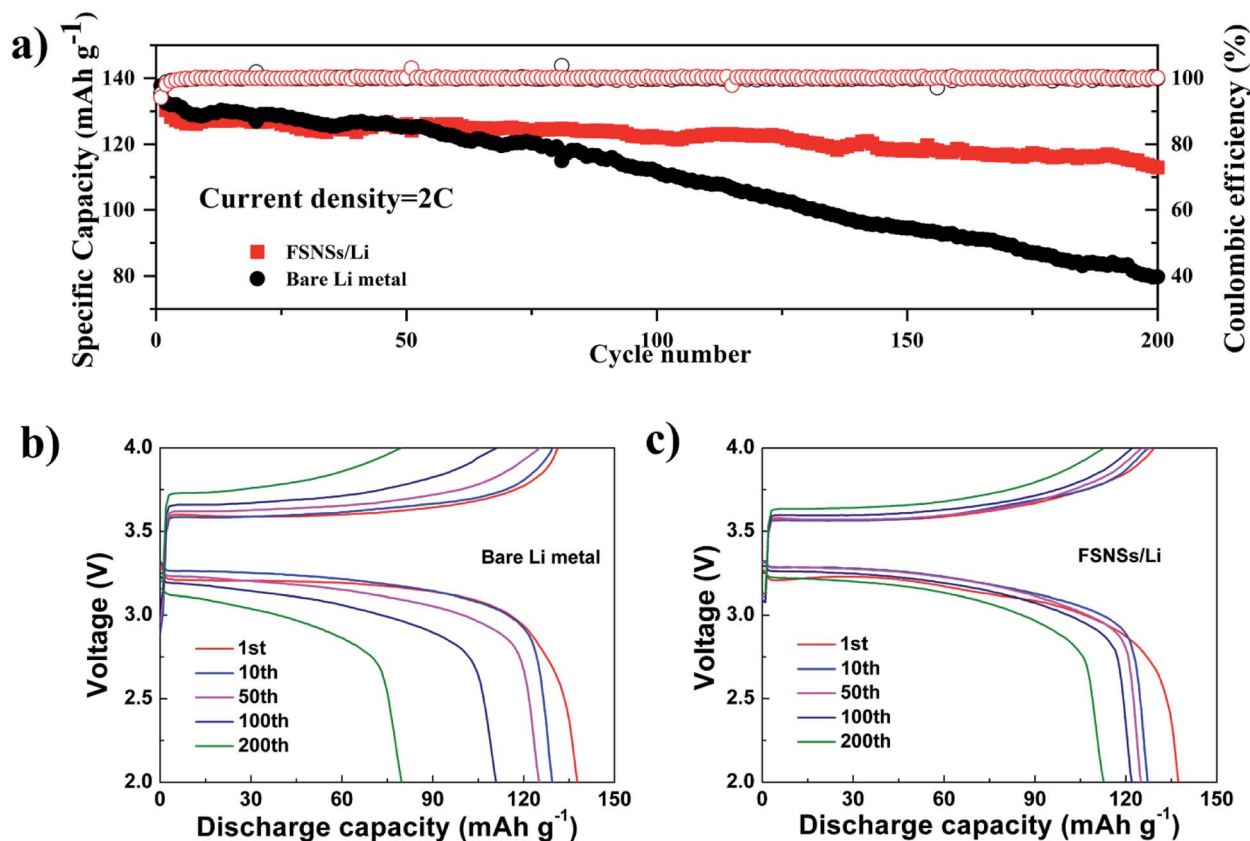 a)
Specific Capacity (mAh g-1)
140
120
100
80
Current density=2C
FSNSs/Li
Bare Li metal
0
50
100
150
200
Cycle number
100
80
60
40
Coulombic efficiency (%)
b)
Voltage (V)
4.0
3.5
3.0
2.5
2.0
Bare Li metal
1st
10th
50th
100th
200th
0
30
60
90
120
150
Discharge capacity (mAh g-1)
c)
Voltage (V)
4.0
3.5
3.0
2.5
2.0
FSNSs/Li
1st
10th
50th
100th
200th
0
30
60
90
120
150
Discharge capacity (mAh g-1)